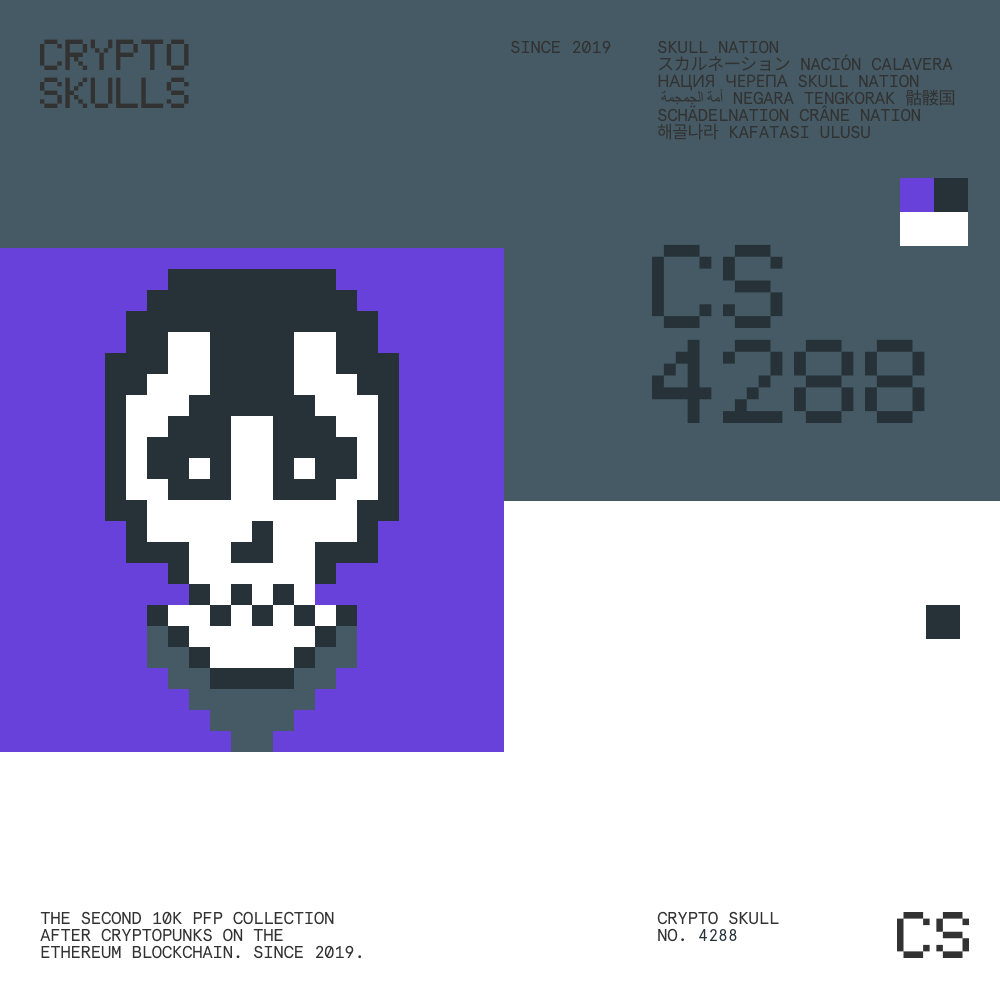 CRYPTO
SKULLS
SINCE 2019
SKULL NATION
スカルネーション NACIÓN CALAVERA
НАЦИЯ ЧЕРЕПА SKULL NATION
أمة الجمجمة NEGARA TENGKORAK 骷髅国
SCHÄDELNATION CRÂNE NATION
해골나라 KAFATASI ULUSU
CS
4288
THE SECOND 10K PFP COLLECTION
AFTER CRYPTOPUNKS ON THE
ETHEREUM BLOCKCHAIN. SINCE 2019.
CRYPTO SKULL
NO. 4288
CS